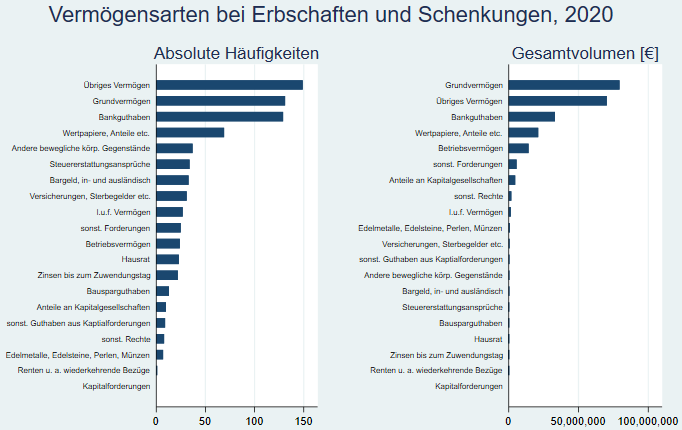 Vermögensarten bei Erbschaften und Schenkungen, 2020
Absolute Häufigkeiten
Übriges Vermögen
Grundvermögen
Bankguthaben
Wertpapiere, Anteile etc.
Andere bewegliche körp. Gegenstände
Steuererstattungsansprüche
Bargeld, in- und ausländisch
Versicherungen, Sterbegelder etc.
l.u.f. Vermögen
sonst. Forderungen
Betriebsvermögen
Hausrat
Zinsen bis zum Zuwendungstag
Bausparguthaben
Anteile an Kapitalgesellschaften
sonst. Guthaben aus Kaptialforderungen
sonst. Rechte
Edelmetalle, Edelsteine, Perlen, Münzen
Renten u. a. wiederkehrende Bezüge
Kapitalforderungen
0 50 100 150
Gesamtvolumen [€]
Grundvermögen
Übriges Vermögen
Bankguthaben
Wertpapiere, Anteile etc.
Betriebsvermögen
sonst. Forderungen
Anteile an Kapitalgesellschaften
sonst. Rechte
l.u.f. Vermögen
Edelmetalle, Edelsteine, Perlen, Münzen
Versicherungen, Sterbegelder etc.
sonst. Guthaben aus Kaptialforderungen
Andere bewegliche körp. Gegenstände
Bargeld, in- und ausländisch
Steuererstattungsansprüche
Bausparguthaben
Hausrat
Zinsen bis zum Zuwendungstag
Renten u. a. wiederkehrende Bezüge
Kapitalforderungen
0 50,000,000 100,000,000